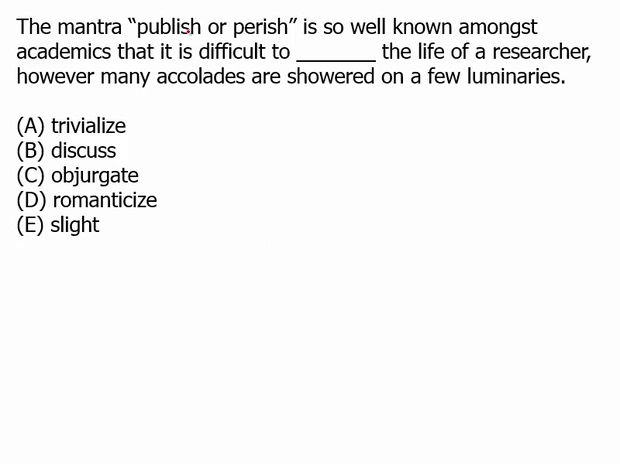 The mantra “publish or perish” is so well known amongst
academics that it is difficult to ________ the life of a researcher,
however many accolades are showered on a few luminaries.
(A) trivialize
(B) discuss
(C) objurgate
(D) romanticize
(E) slight